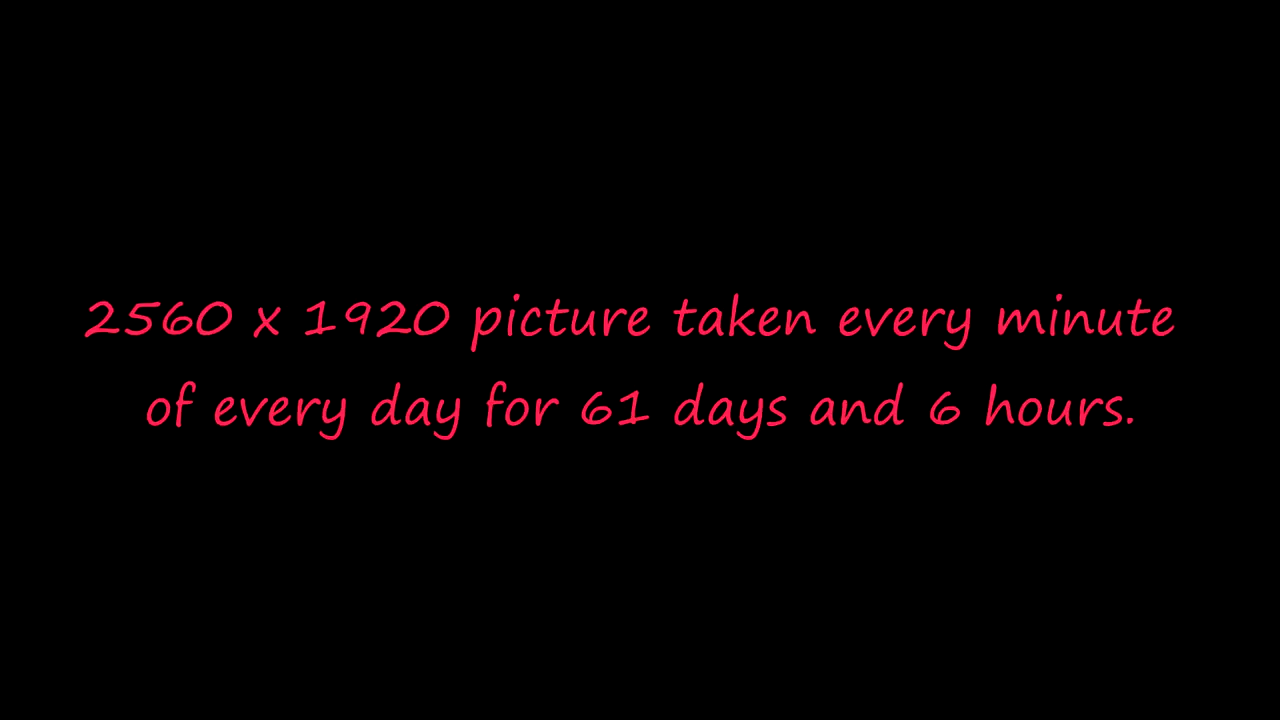 2560 x 1920 picture taken every minute
of every day for 61 days and 6 hours.